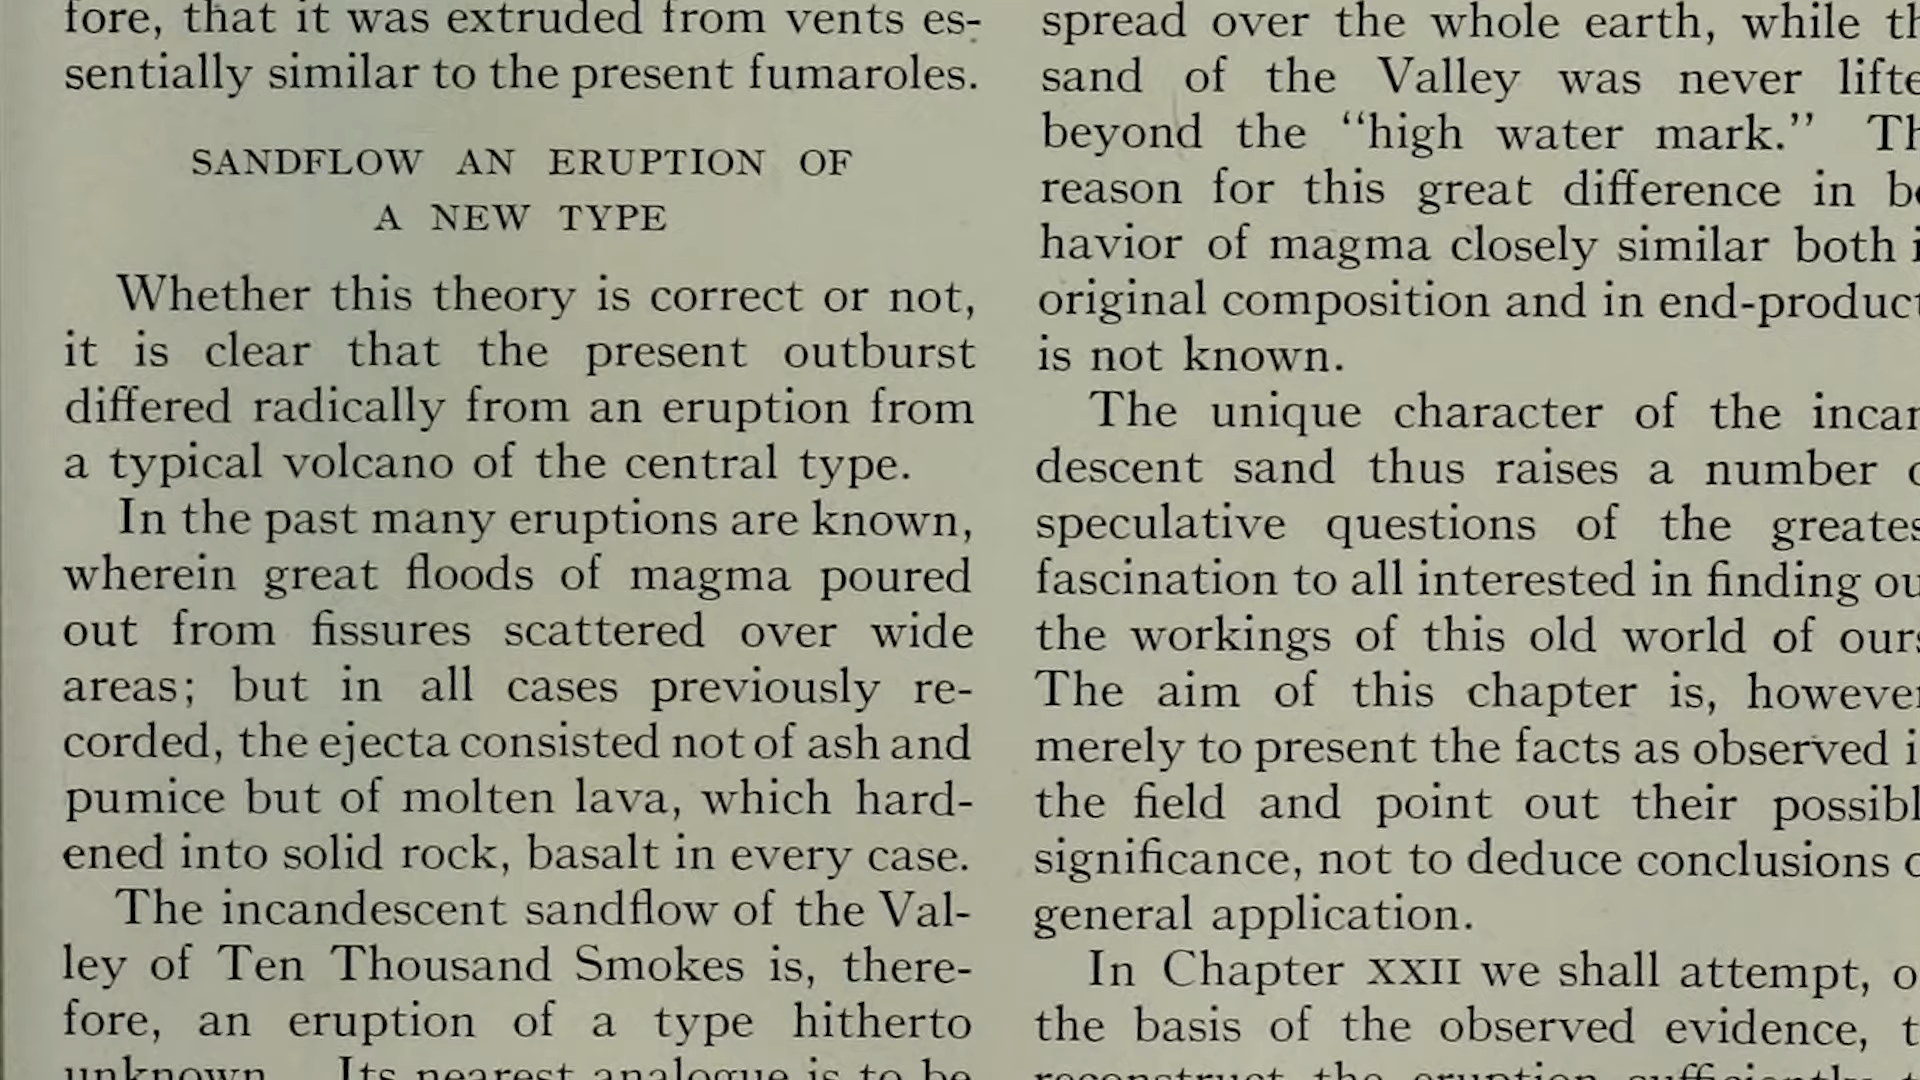 fore, that it was extruded from vents es-
sentially similar to the present fumaroles.
SANDFLOW AN ERUPTION OF
A NEW TYPE
Whether this theory is correct or not,
it is clear that the present outburst
differed radically from an eruption from
a typical volcano of the central type.
In the past many eruptions are known,
wherein great floods of magma poured
out from fissures scattered over wide
areas; but in all cases previously re-
corded, the ejecta consisted not of ash and
pumice but of molten lava, which hard-
ened into solid rock, basalt in every case.
The incandescent sandflow of the Val-
ley of Ten Thousand Smokes is, there-
fore, an eruption of a type hitherto
unknown. Its nearest analogue is to be
spread over the whole earth, while
sand of the Valley was never
beyond the “high water mark.”
reason for this great difference in
havior of magma closely similar both
original composition and in
is not known.
The unique character of the
descent sand thus raises a number
speculative questions of the
fascination to all interested in finding
the workings of this old world of
The aim of this chapter is,
merely to present the facts as observed
the field and point out their
significance, not to deduce conclusions
general application.
In Chapter XXII we shall attempt,
the basis of the observed evidence,
reconstruct the eruption